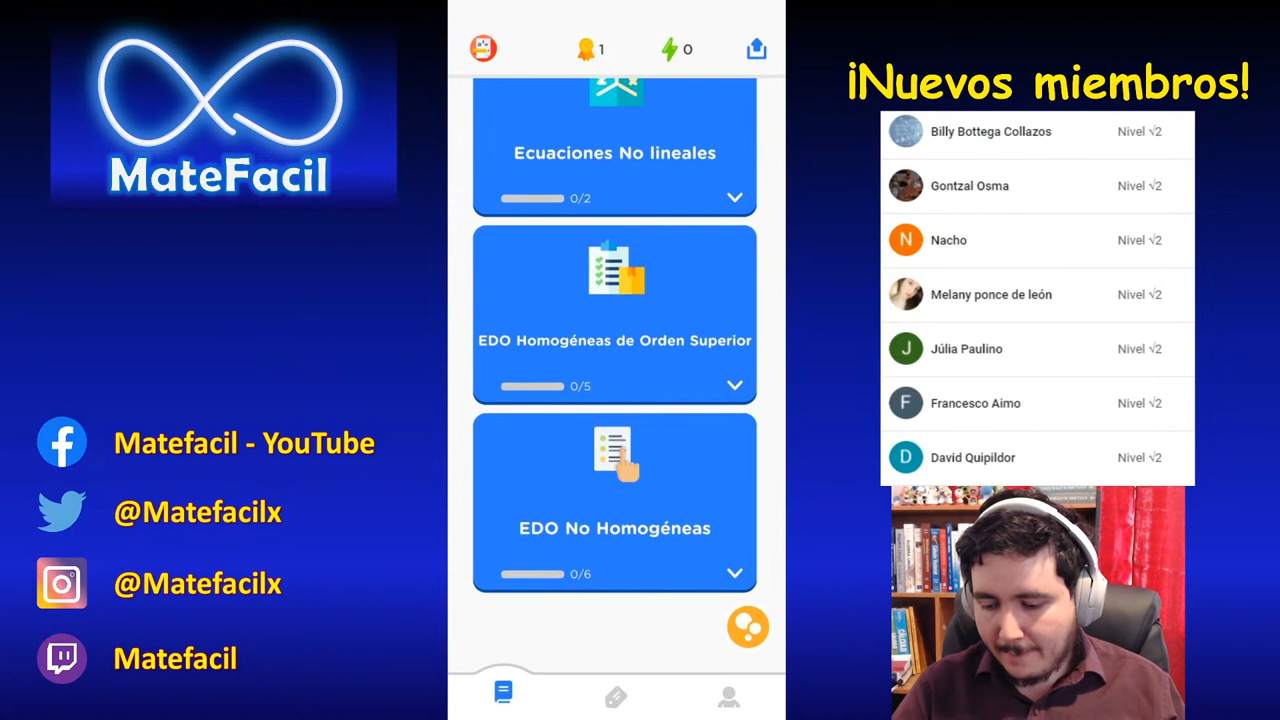 MateFacil
Matefacil - YouTube
@Matefacilx
@Matefacilx
Matefacil
1
0
Ecuaciones No lineales
0/2
EDO Homogéneas de Orden Superior
0/5
EDO No Homogéneas
0/6
¡Nuevos miembros!
Billy Bottega Collazos Nivel √2
Gontzal Osma Nivel √2
N Nacho Nivel √2
Melany ponce de león Nivel √2
J Júlia Paulino Nivel √2
F Francesco Aimo Nivel √2
D David Quipildor Nivel √2